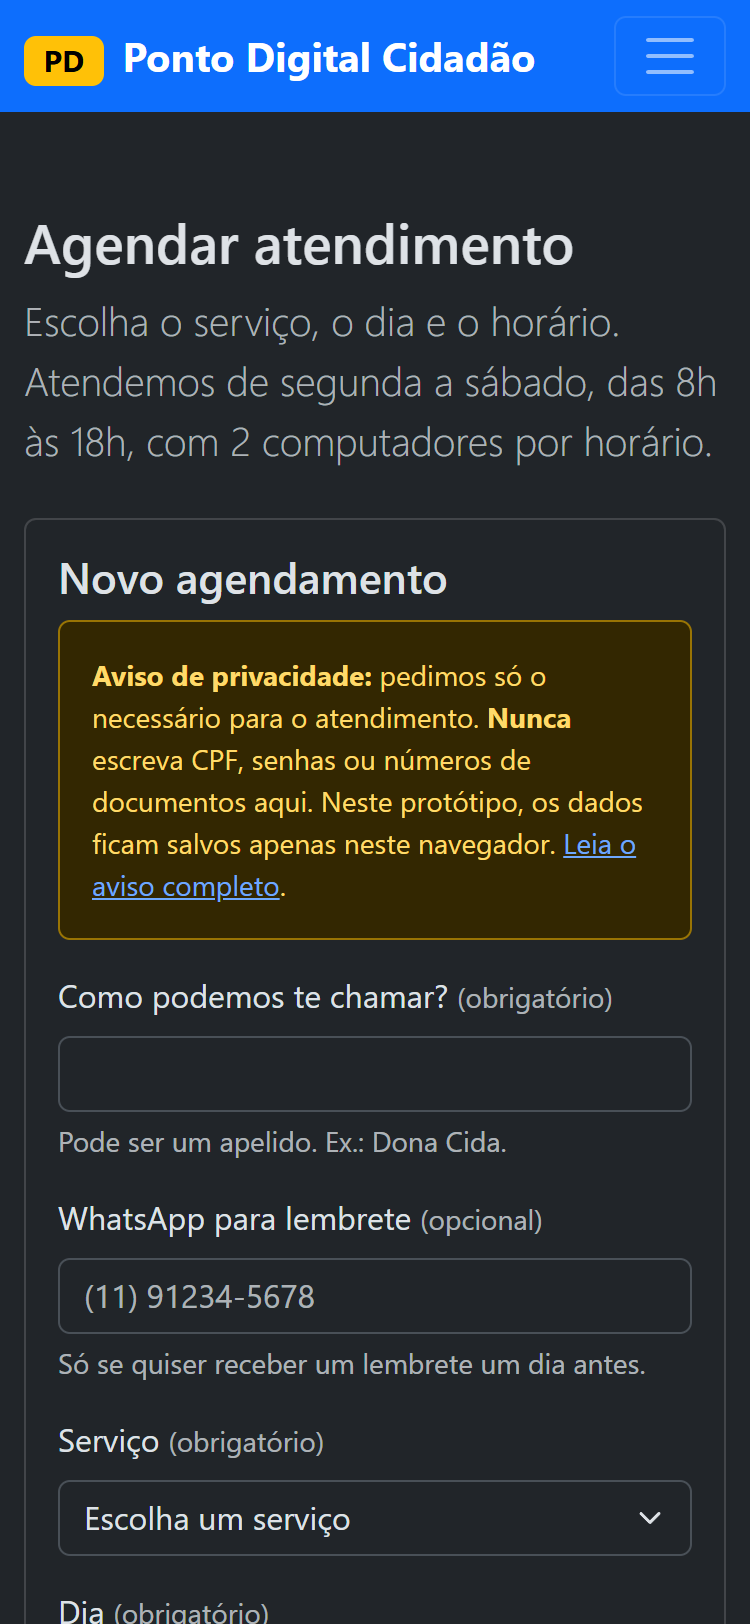 PD Ponto Digital Cidadão
Agendar atendimento
Escolha o serviço, o dia e o horário.
Atendemos de segunda a sábado, das 8h
às 18h, com 2 computadores por horário.
Novo agendamento
Aviso de privacidade: pedimos só o
necessário para o atendimento. Nunca
escreva CPF, senhas ou números de
documentos aqui. Neste protótipo, os dados
ficam salvos apenas neste navegador. Leia o
aviso completo.
Como podemos te chamar? (obrigatório)
Pode ser um apelido. Ex.: Dona Cida.
WhatsApp para lembrete (opcional)
(11) 91234-5678
Só se quiser receber um lembrete um dia antes.
Serviço (obrigatório)
Escolha um serviço
Dia (obrigatório)